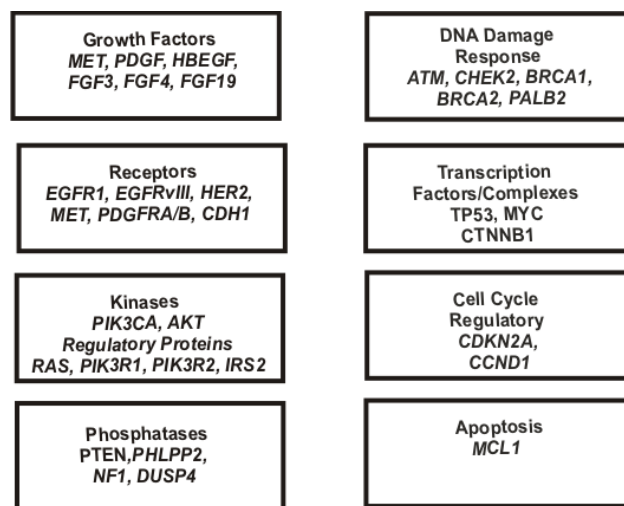 Growth Factors
MET, PDGF, HBEGF,
FGF3, FGF4, FGF19
Receptors
EGFR1, EGFRvIII, HER2,
MET, PDGFRA/B, CDH1
Kinases
PIK3CA, AKT
Regulatory Proteins
RAS, PIK3R1, PIK3R2, IRS2
Phosphatases
PTEN,PHLPP2,
NF1, DUSP4
DNA Damage
Response
ATM, CHEK2, BRCA1,
BRCA2, PALB2
Transcription
Factors/Complexes
TP53, MYC
CTNNB1
Cell Cycle
Regulatory
CDKN2A,
CCND1
Apoptosis
MCL1